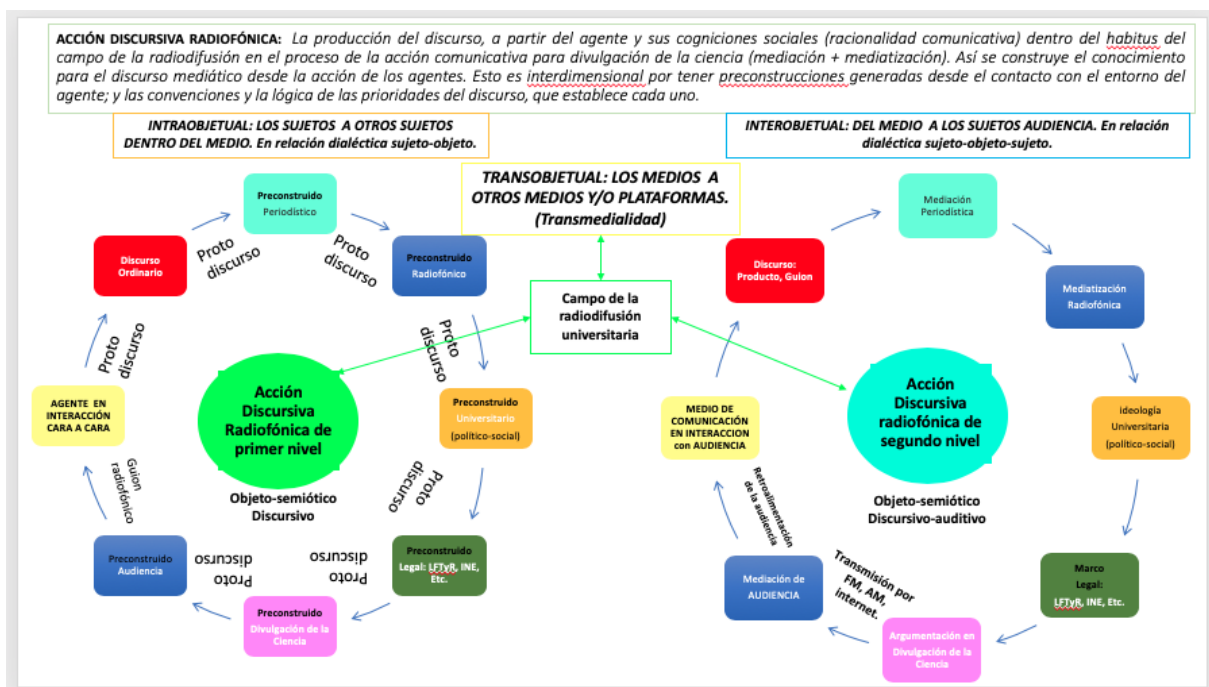 ACCIÓN DISCURSIVA RADIOFÓNICA: La producción del discurso, a partir del agente y sus cogniciones sociales (racionalidad comunicativa) dentro del habitus del
campo de la radiodifusión en el proceso de la acción comunicativa para divulgación de la ciencia (mediación + mediatización). Así se construye el conocimiento
para el discurso mediático desde la acción de los agentes. Esto es interdimensional por tener preconstrucciones generadas desde el contacto con el entorno del
agente; y las convenciones y la lógica de las prioridades del discurso, que establece cada uno.
INTRAOBJETUAL: LOS SUJETOS A OTROS SUJETOS
DENTRO DEL MEDIO. En relación dialéctica sujeto-objeto.
INTEROBJETUAL: DEL MEDIO A LOS SUJETOS AUDIENCIA. En relación
dialéctica sujeto-objeto-sujeto.
TRANSOBJETUAL: LOS MEDIOS A
OTROS MEDIOS Y/O PLATAFORMAS.
(Transmedialidad)
Campo de la
radiodifusión
universitaria
Preconstruido
Periodístico
Proto
discurso
Preconstruido
Radiofónico
Proto
discurso
Preconstruido
Universitario
(político-social)
Proto
discurso
Preconstruido
Legal: LFTyR, INE,
Etc.
Proto
discurso
Preconstruido
Divulgación de la
Ciencia
Proto
discurso
Preconstruido
Audiencia
Guion
radiofónico
AGENTE EN
INTERACCIÓN
CARA A CARA
Proto
discurso
Discurso
Ordinario
Proto
discurso
Acción
Discursiva
Radiofónica de
primer nivel
Objeto-semiótico
Discursivo
Mediación
Periodística
Mediatización
Radiofónica
ideología
Universitaria
(político-social)
Marco
Legal:
LFTyR, INE, Etc.
Argumentación en
Divulgación de la
Ciencia
Transmisión por
FM, AM,
internet.
Mediación de
AUDIENCIA
Retroalimentación
de la audiencia
MEDIO DE
COMUNICACIÓN
EN INTERACCION
con AUDIENCIA
Discurso:
Producto, Guion
Acción
Discursiva
radiofónica de
segundo nivel
Objeto-semiótico
Discursivo-auditivo